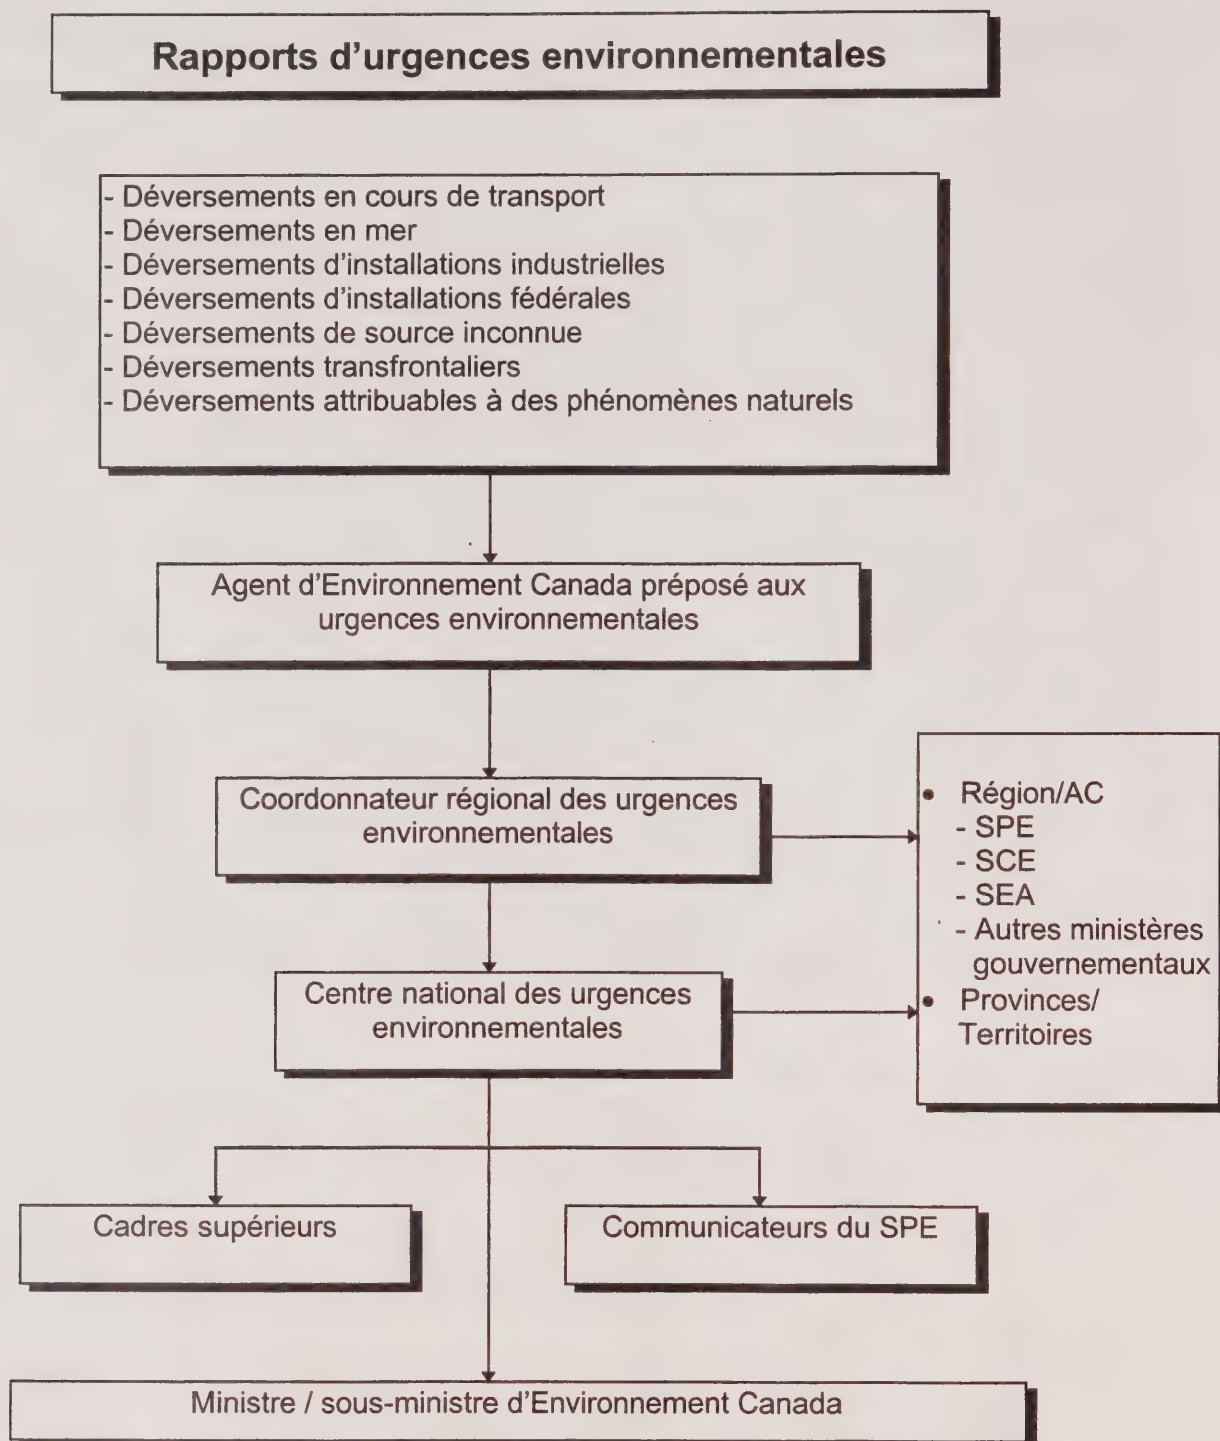 Rapports d'urgences environnementales
- Déversements en cours de transport
- Déversements en mer
- Déversements d'installations industrielles
- Déversements d'installations fédérales
- Déversements de source inconnue
- Déversements transfrontaliers
- Déversements attribuables à des phénomènes naturels
Agent d'Environnement Canada préposé aux
urgences environnementales
Coordonnateur régional des urgences
environnementales
• Région/AC
- SPE
- SCE
- SEA
- Autres ministères
gouvernementaux
• Provinces/
Territoires
Centre national des urgences
environnementales
Cadres supérieurs
Communicateurs du SPE
Ministre / sous-ministre d'Environnement Canada